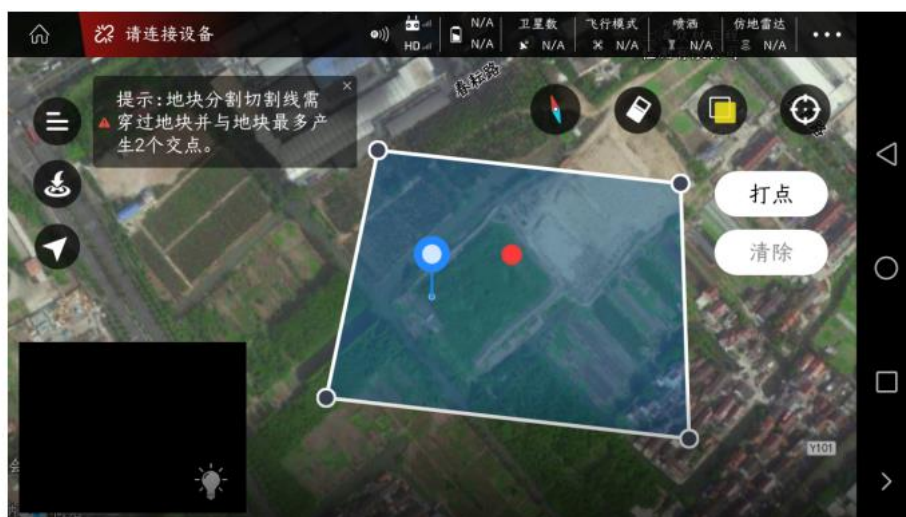 请连接设备
HD
N/A
N/A
卫星数
N/A
飞行模式
N/A
喷洒
N/A
仿地雷达
N/A
提示:地块分割切割线需
穿过地块并与地块最多产
生2个交点。
春标路
打点
清除
Y101